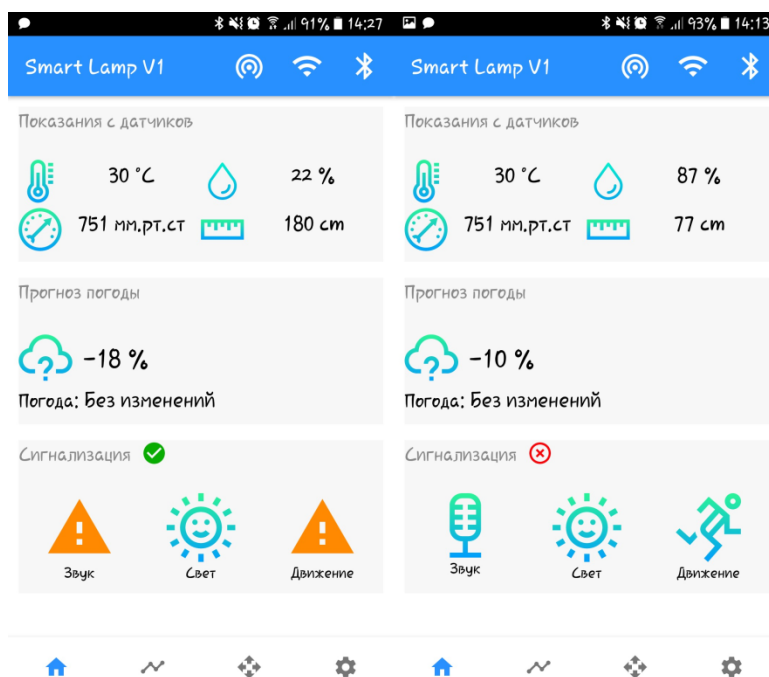 91% 14:27
Smart Lamp V1
Показания с датчиков
30 °C
22 %
751 мм.рт.ст
180 cm
Прогноз погоды
-18 %
Погода: Без изменений
Сигнализация
Звук
Свет
Движение
93% 14:13
Smart Lamp V1
Показания с датчиков
30 °C
87 %
751 мм.рт.ст
77 cm
Прогноз погоды
-10 %
Погода: Без изменений
Сигнализация
Звук
Свет
Движение